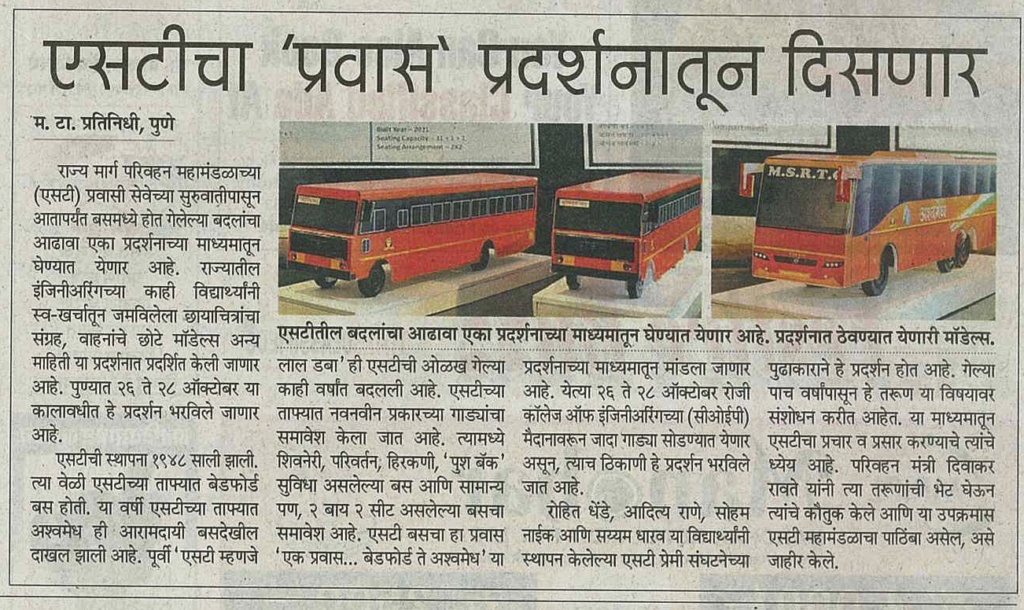 एसटीचा 'प्रवास' प्रदर्शनातून दिसणार
म. टा. प्रतिनिधी, पुणे
राज्य मार्ग परिवहन महामंडळाच्या
(एसटी) प्रवासी सेवेच्या सुरुवातीपासून
आतापर्यंत बसमध्ये होत गेलेल्या बदलांचा
आढावा एका प्रदर्शनाच्या माध्यमातून
घेण्यात येणार आहे. राज्यातील
इंजिनीअरिंगच्या काही विद्यार्थ्यांनी
स्व-खर्चातून जमविलेला छायाचित्रांचा
संग्रह, वाहनांचे छोटे मॉडेल्स अन्य
माहिती या प्रदर्शनात प्रदर्शित केली जाणार
आहे. पुण्यात २६ ते २८ ऑक्टोबर या
कालावधीत हे प्रदर्शन भरविले जाणार
आहे.
एसटीची स्थापना १९४८ साली झाली.
त्या वेळी एसटीच्या ताफ्यात बेडफोर्ड
बस होती. या वर्षी एसटीच्या ताफ्यात
अश्वमेध ही आरामदायी बसदेखील
दाखल झाली आहे. पूर्वी 'एसटी म्हणजे
Built Year - 2021
Seating Capacity - 31 + 1 + 1
Seating Arrangement - 2X2
M.S.R.T.C
अश्वमेध
एसटीतील बदलांचा आढावा एका प्रदर्शनाच्या माध्यमातून घेण्यात येणार आहे. प्रदर्शनात ठेवण्यात येणारी मॉडेल्स.
लाल डबा' ही एसटीची ओळख गेल्या
काही वर्षांत बदलली आहे. एसटीच्या
ताफ्यात नवनवीन प्रकारच्या गाड्यांचा
समावेश केला जात आहे. त्यामध्ये
शिवनेरी, परिवर्तन, हिरकणी, 'पुश बॅक'
सुविधा असलेल्या बस आणि सामान्य
पण, २ बाय २ सीट असलेल्या बसचा
समावेश आहे. एसटी बसचा हा प्रवास
'एक प्रवास... बेडफोर्ड ते अश्वमेध' या
प्रदर्शनाच्या माध्यमातून मांडला जाणार
आहे. येत्या २६ ते २८ ऑक्टोबर रोजी
कॉलेज ऑफ इंजिनीअरिंगच्या (सीओईपी)
मैदानावरून जादा गाड्या सोडण्यात येणार
असून, त्याच ठिकाणी हे प्रदर्शन भरविले
जात आहे.
रोहित धेंडे, आदित्य राणे, सोहम
नाईक आणि सय्यम धारव या विद्यार्थ्यांनी
स्थापन केलेल्या एसटी प्रेमी संघटनेच्या
पुढाकाराने हे प्रदर्शन होत आहे. गेल्या
पाच वर्षांपासून हे तरूण या विषयावर
संशोधन करीत आहेत. या माध्यमातून
एसटीचा प्रचार व प्रसार करण्याचे त्यांचे
ध्येय आहे. परिवहन मंत्री दिवाकर
रावते यांनी त्या तरूणांची भेट घेऊन
त्यांचे कौतुक केले आणि या उपक्रमास
एसटी महामंडळाचा पाठिंबा असेल, असे
जाहीर केले.